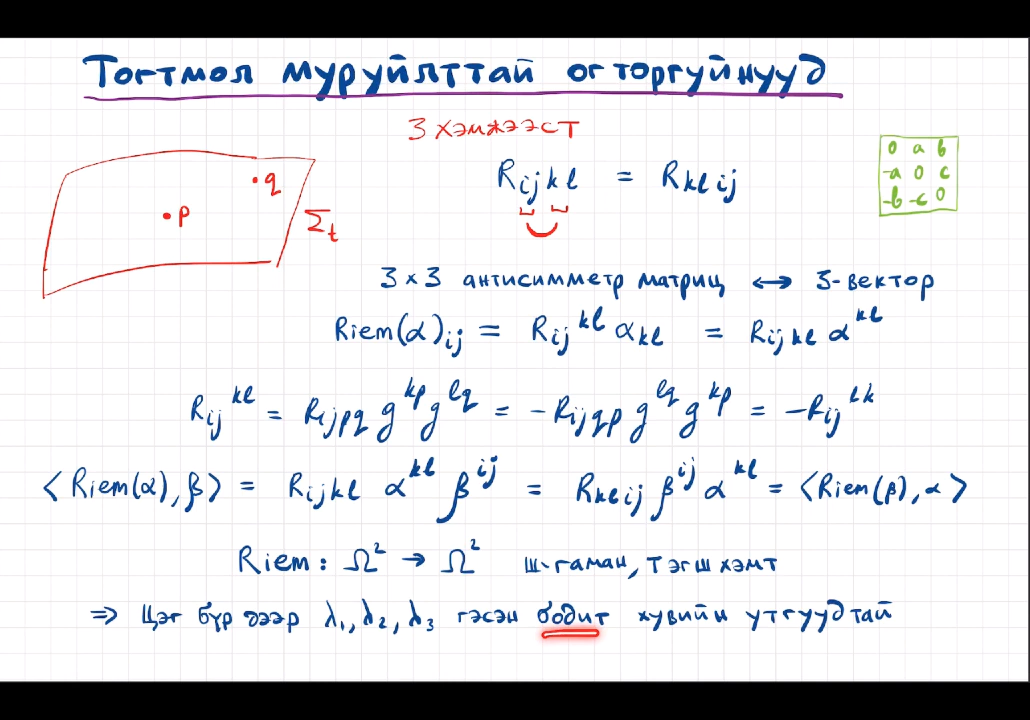 Тогтмол муруйлттай огторгуйнууд
3 хэмжээст
R_{ijkl} = R_{klij}
0 a b
-a 0 c
-b -c 0
·p
·q
Σ_t
3 × 3 антисимметр матриц ↔ 3-вектор
Riem(α)_{ij} = R_{ij}^{kl} α_{kl} = R_{ijkl} α^{kl}
R_{ij}^{kl} = R_{ijpq} g^{kp} g^{lq} = -R_{ijqp} g^{lq} g^{kp} = -R_{ij}^{lk}
<Riem(α), β> = R_{ijkl} α^{kl} β^{ij} = R_{klij} β^{ij} α^{kl} = <Riem(β), α>
Riem: Ω² → Ω² ш-гаман, тэгш хэмт
⇒ Цэг бүр дээр λ₁, λ₂, λ₃ гэсэн бодит хувийн утгууд тай